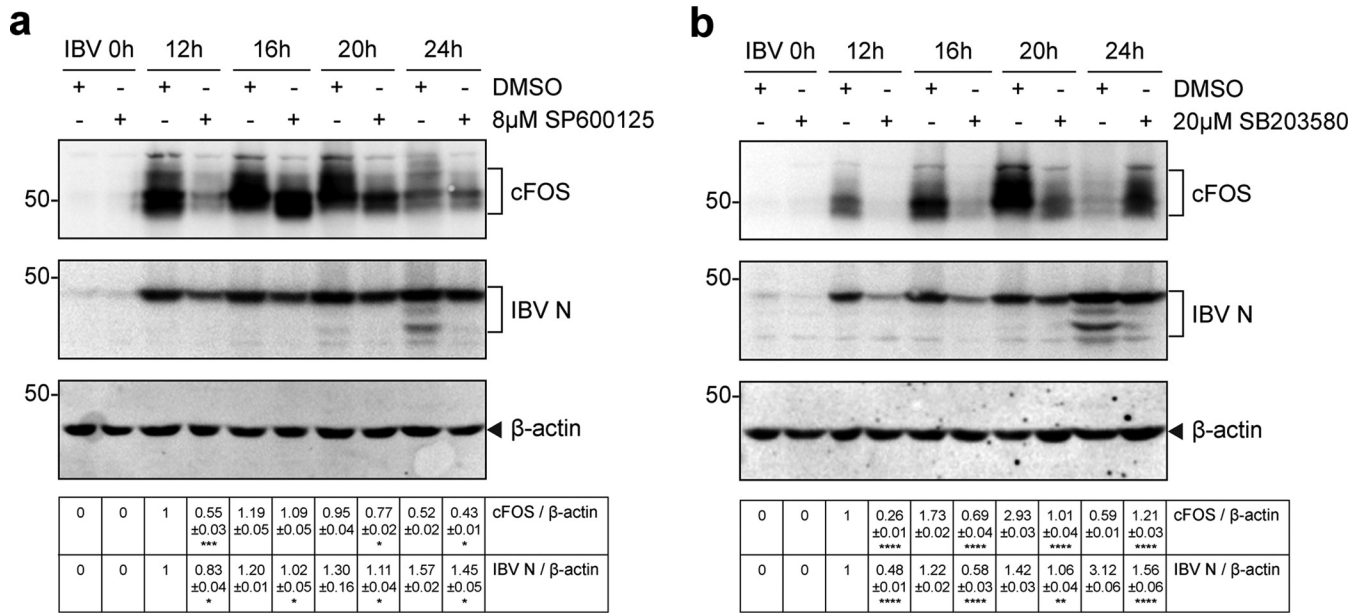 a
IBV 0h 12h 16h 20h 24h
+ - + - + - + - + - DMSO
- + - + - + - + - + 8µM SP600125
50- cFOS
50- IBV N
50- β-actin
0 0 1 0.55 1.19 1.09 0.95 0.77 0.52 0.43 cFOS / β-actin
±0.03 ±0.05 ±0.05 ±0.04 ±0.02 ±0.02 ±0.01
*** * *
0 0 1 0.83 1.20 1.02 1.30 1.11 1.57 1.45 IBV N / β-actin
±0.04 ±0.01 ±0.05 ±0.16 ±0.04 ±0.02 ±0.05
* * * *
b
IBV 0h 12h 16h 20h 24h
+ - + - + - + - + - DMSO
- + - + - + - + - + 20µM SB203580
50- cFOS
50- IBV N
50- β-actin
0 0 1 0.26 1.73 0.69 2.93 1.01 0.59 1.21 cFOS / β-actin
±0.01 ±0.02 ±0.04 ±0.03 ±0.04 ±0.01 ±0.03
**** **** **** ****
0 0 1 0.48 1.22 0.58 1.42 1.06 3.12 1.56 IBV N / β-actin
±0.01 ±0.02 ±0.03 ±0.03 ±0.04 ±0.06 ±0.06
**** **** ** ****